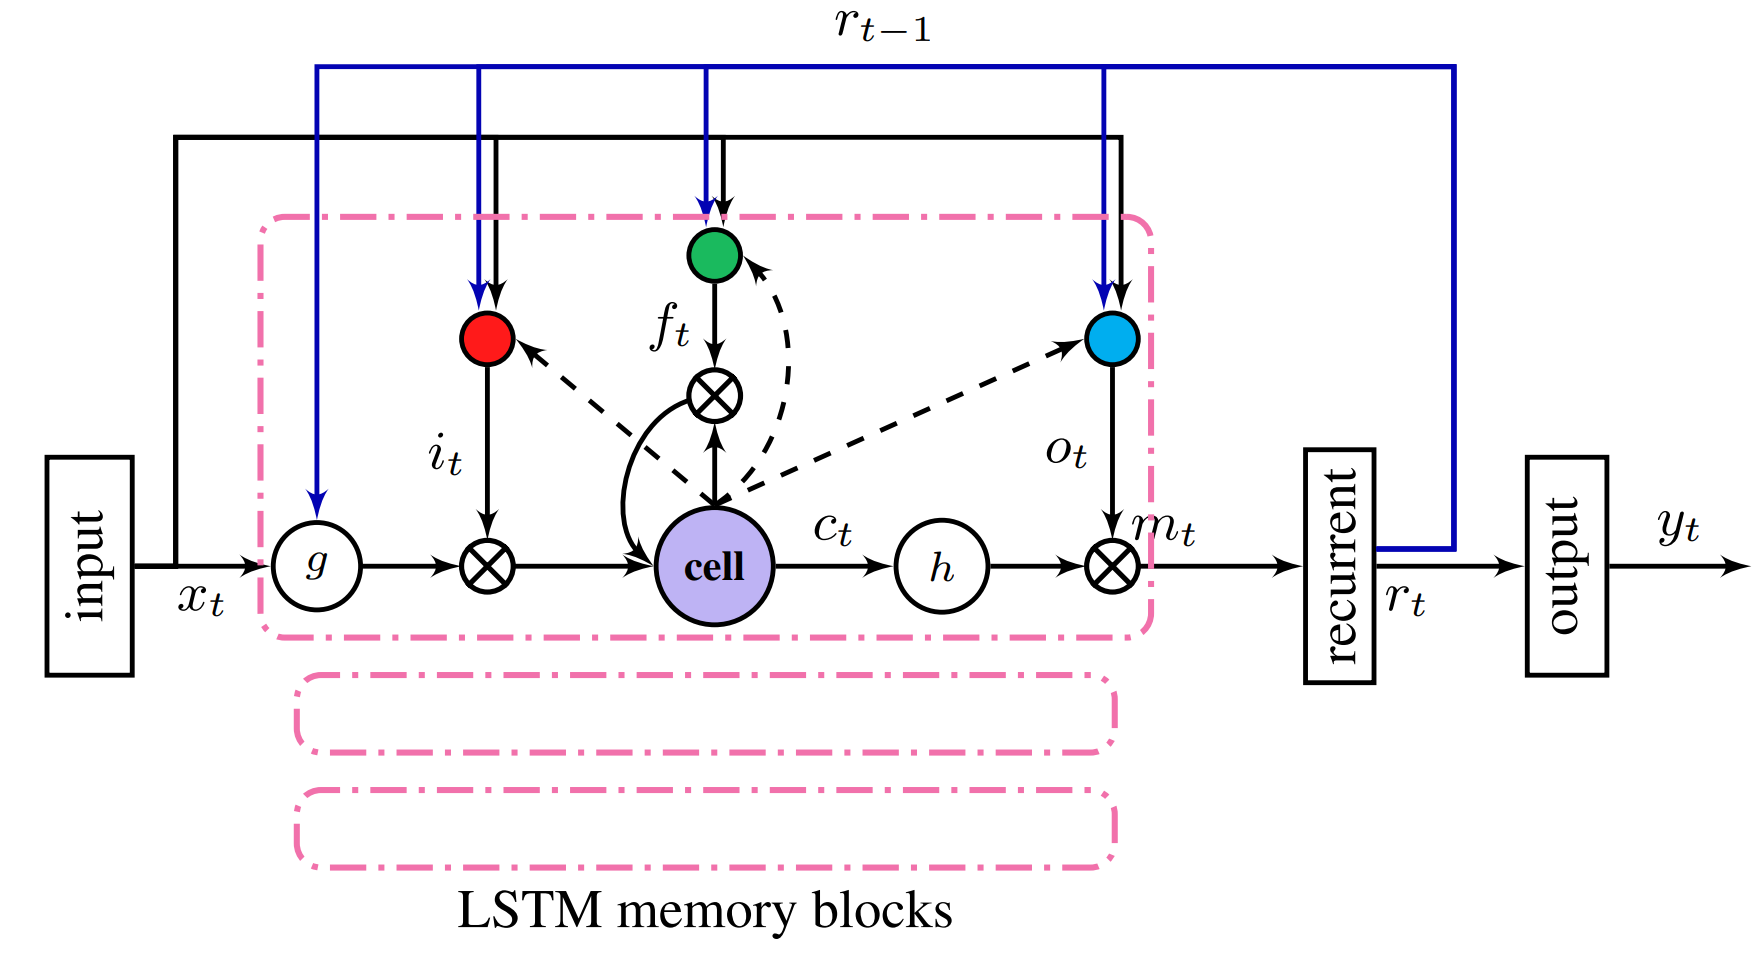 r_{t-1}
f_t
i_t
o_t
input
x_t
g
cell
c_t
h
m_t
recurrent
r_t
output
y_t
LSTM memory blocks